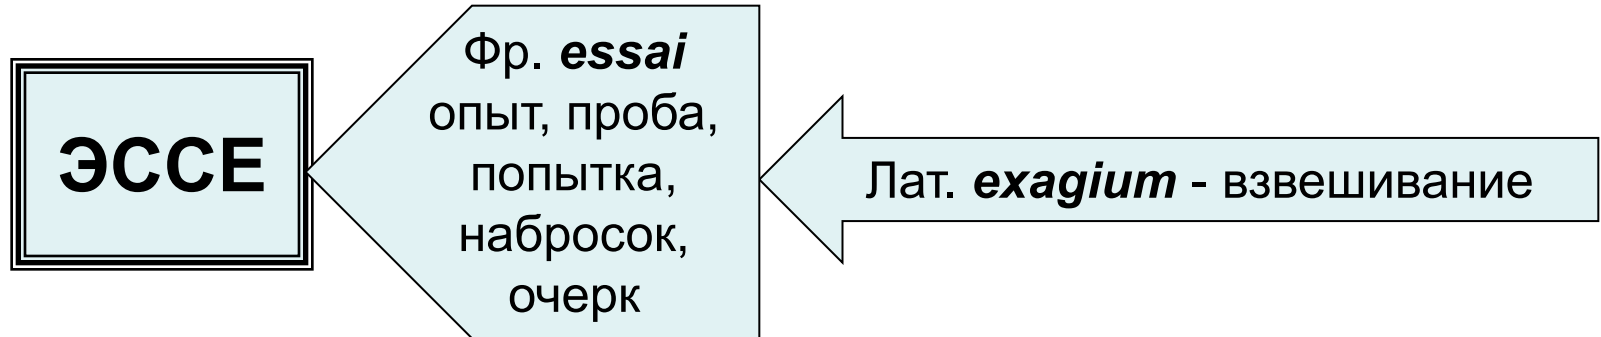 ЭССЕ
Фр. essai
опыт, проба,
попытка,
набросок,
очерк
Лат. exagium - взвешивание